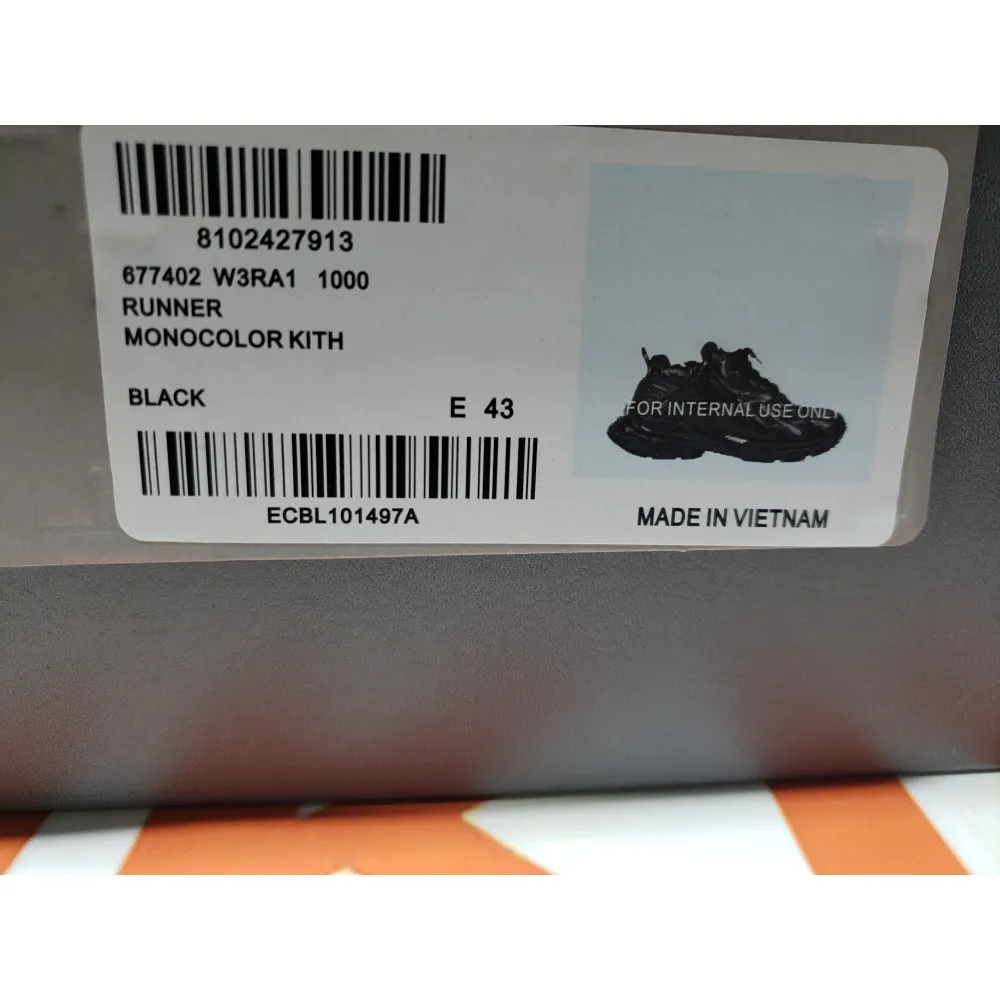 8102427913
677402 W3RA1 1000
RUNNER
MONOCOLOR KITH
BLACK
E 43
ECBL101497A
FOR INTERNAL USE ONLY
MADE IN VIETNAM